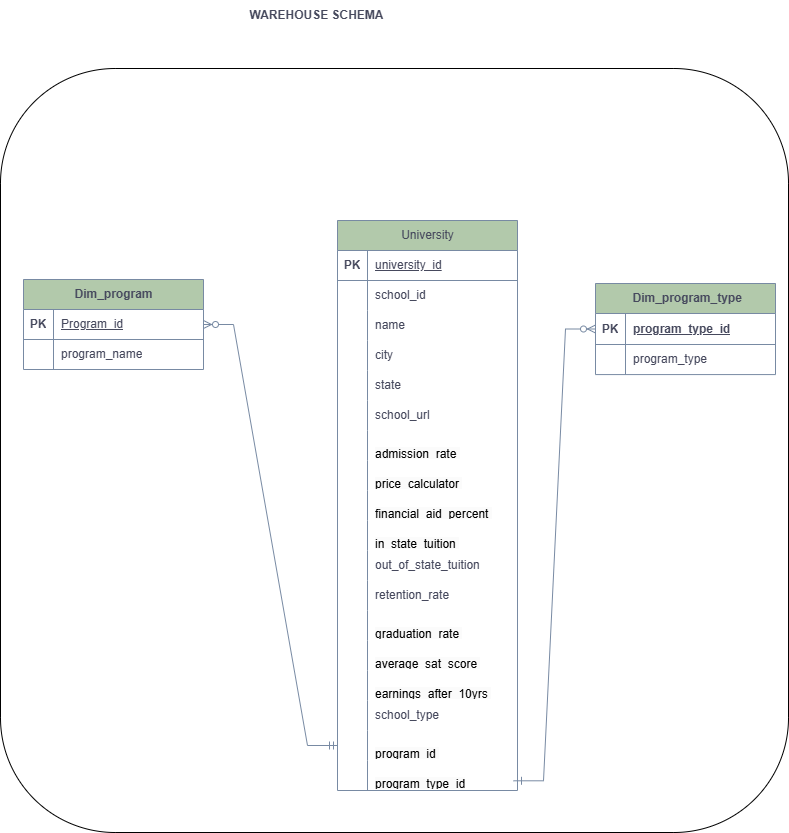 WAREHOUSE SCHEMA
Dim_program
PK Program_id
program_name
University
PK university_id
school_id
name
city
state
school_url
admission_rate
price_calculator
financial_aid_percent
in_state_tuition
out_of_state_tuition
retention_rate
graduation_rate
average_sat_score
earnings_after_10yrs
school_type
program_id
program_type_id
Dim_program_type
PK program_type_id
program_type